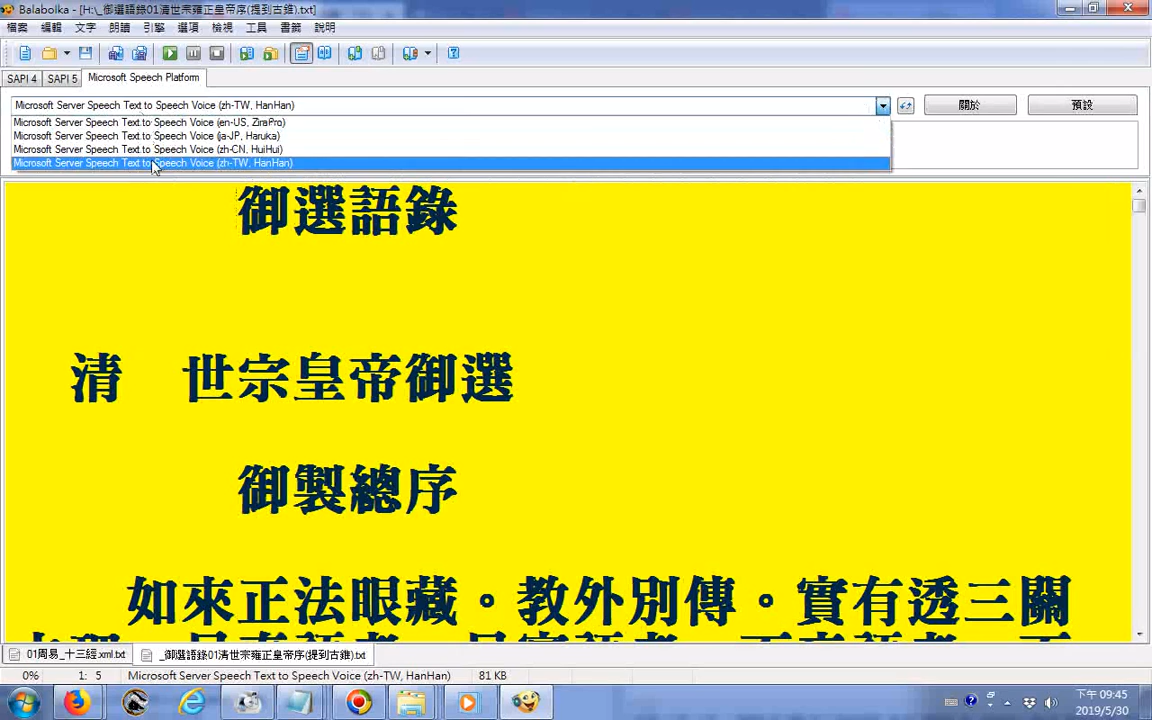 Balabolka - [H:\_御選語錄01清世宗雍正皇帝序(提到古錐).txt]
檔案 編輯 文字 朗讀 引擎 選項 檢視 工具 書籤 說明
SAPI 4 SAPI 5 Microsoft Speech Platform
Microsoft Server Speech Text to Speech Voice (zh-TW, HanHan) 關於 預設
Microsoft Server Speech Text to Speech Voice (en-US, ZiraPro)
Microsoft Server Speech Text to Speech Voice (ja-JP, Haruka)
Microsoft Server Speech Text to Speech Voice (zh-CN, HuiHui)
Microsoft Server Speech Text to Speech Voice (zh-TW, HanHan)
御選語錄
清 世宗皇帝御選
御製總序
如來正法眼藏。教外別傳。實有透三關
01周易_十三經.xml.txt _御選語錄01清世宗雍正皇帝序(提到古錐).txt
0% 1: 5 Microsoft Server Speech Text to Speech Voice (zh-TW, HanHan) 81 KB
下午 09:45
2019/5/30